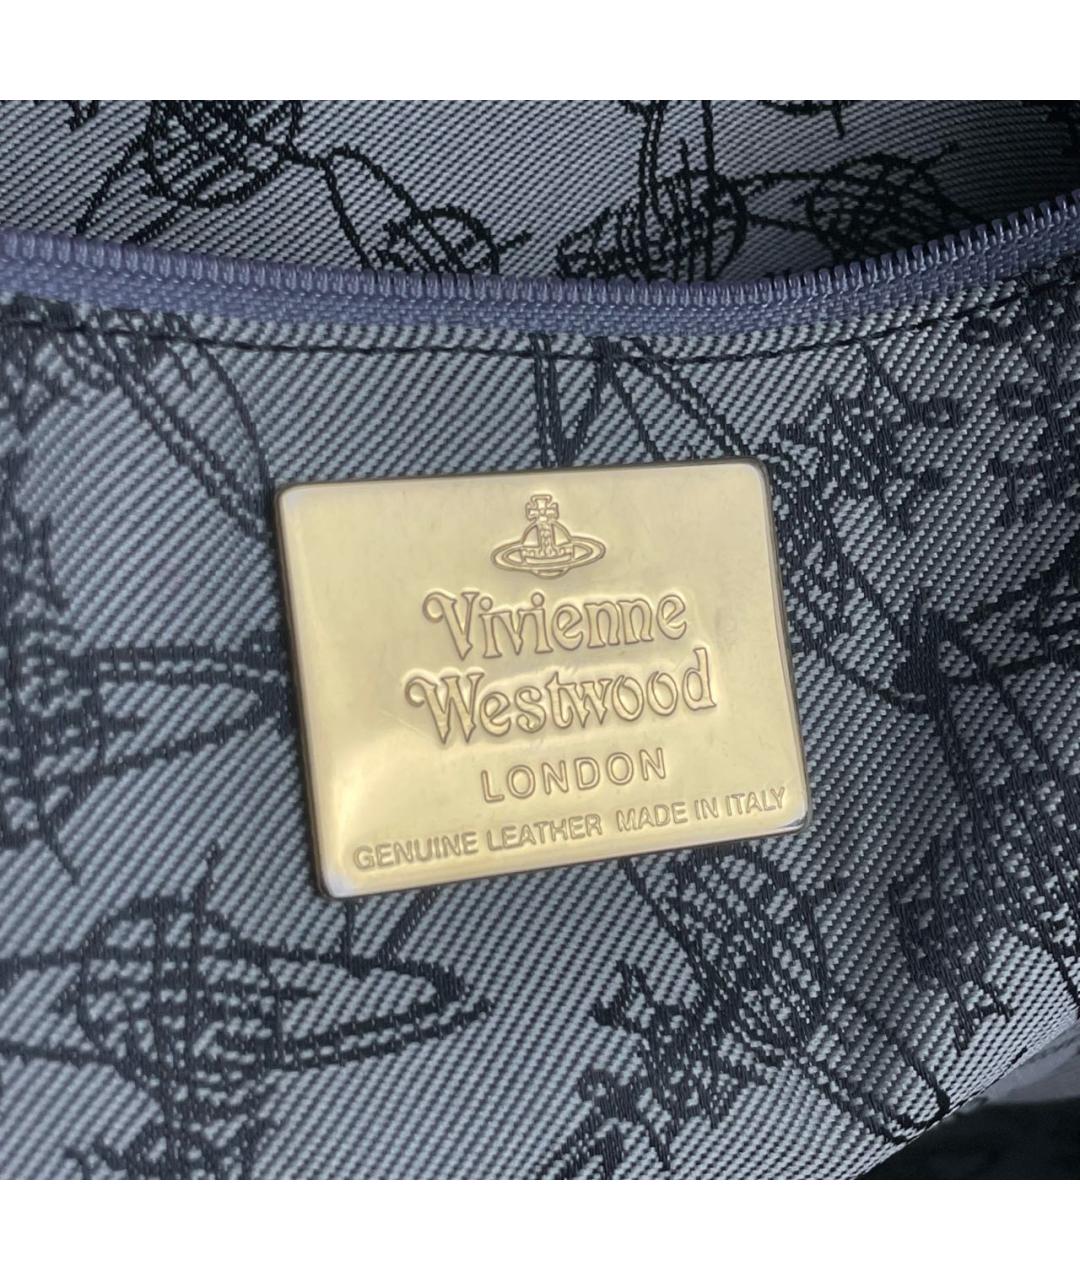 Vivienne
Westwood
LONDON
GENUINE LEATHER MADE IN ITALY